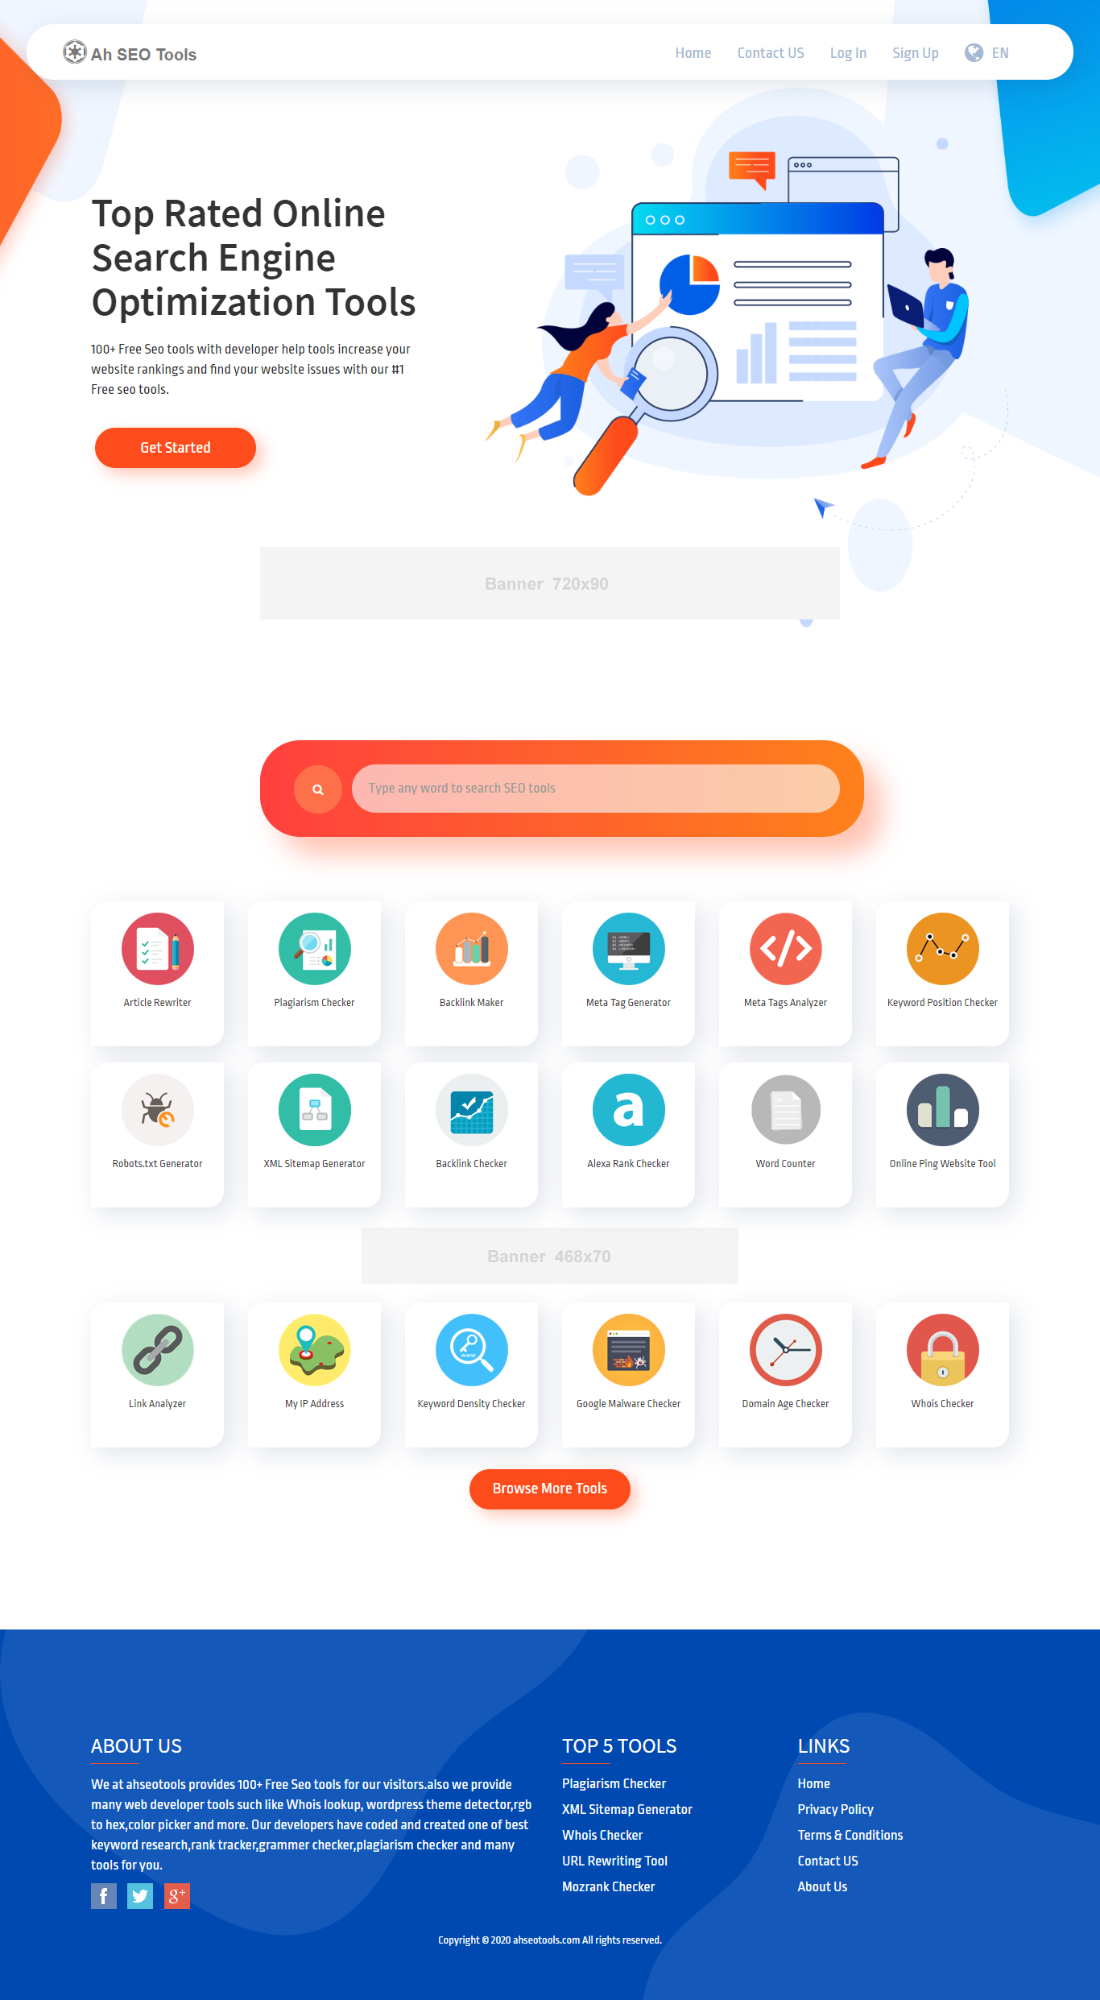 Ah SEO Tools
Home
Contact US
Log In
Sign Up
EN
Top Rated Online
Search Engine
Optimization Tools
100+ Free Seo tools with developer help tools increase your
website rankings and find your website issues with our #1
Free seo tools.
Get Started
Banner 720x90
Type any word to search SEO tools
Article Rewriter
Plagiarism Checker
Backlink Maker
Meta Tag Generator
Meta Tags Analyzer
Keyword Position Checker
Robots.txt Generator
XML Sitemap Generator
Backlink Checker
a
Alexa Rank Checker
Word Counter
Online Ping Website Tool
Banner 468x70
Link Analyzer
My IP Address
www
Keyword Density Checker
Google Malware Checker
Domain Age Checker
Whois Checker
Browse More Tools
ABOUT US
We at ahseotools provides 100+ Free Seo tools for our visitors.also we provide
many web developer tools such like Whois lookup, wordpress theme detector,rgb
to hex,color picker and more. Our developers have coded and created one of best
keyword research,rank tracker,grammer checker,plagiarism checker and many
tools for you.
TOP 5 TOOLS
Plagiarism Checker
XML Sitemap Generator
Whois Checker
URL Rewriting Tool
Mozrank Checker
LINKS
Home
Privacy Policy
Terms & Conditions
Contact US
About Us
Copyright © 2020 ahseotools.com All rights reserved.